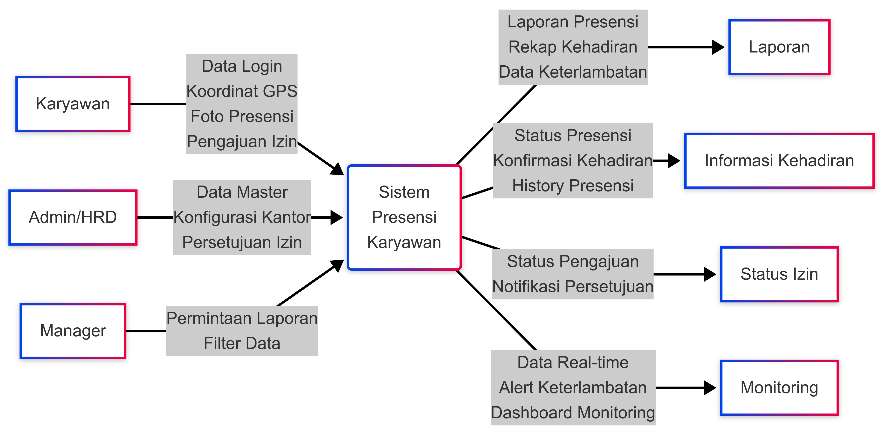 Karyawan
Data Login
Koordinat GPS
Foto Presensi
Pengajuan Izin
Admin/HRD
Data Master
Konfigurasi Kantor
Persetujuan Izin
Manager
Permintaan Laporan
Filter Data
Sistem
Presensi
Karyawan
Laporan Presensi
Rekap Kehadiran
Data Keterlambatan
Laporan
Status Presensi
Konfirmasi Kehadiran
History Presensi
Informasi Kehadiran
Status Pengajuan
Notifikasi Persetujuan
Status Izin
Data Real-time
Alert Keterlambatan
Dashboard Monitoring
Monitoring